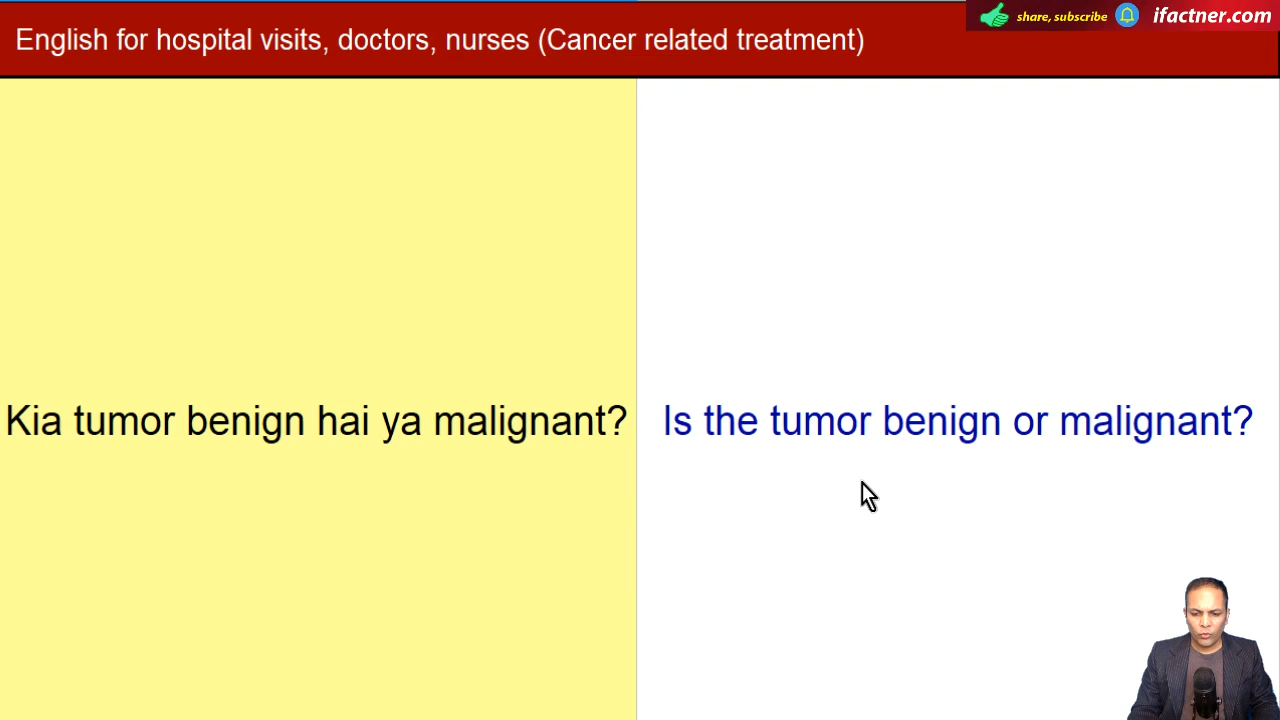 share, subscribe ifactner.com
English for hospital visits, doctors, nurses (Cancer related treatment)
Kia tumor benign hai ya malignant?
Is the tumor benign or malignant?